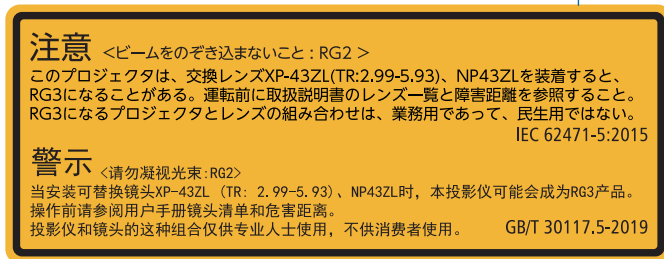 注意 <ビームをのぞき込まないこと : RG2 >
このプロジェクタは、交換レンズXP-43ZL(TR:2.99-5.93)、NP43ZLを装着すると、
RG3になることがある。運転前に取扱説明書のレンズ一覧と障害距離を参照すること。
RG3になるプロジェクタとレンズの組み合わせは、業務用であって、民生用ではない。
IEC 62471-5:2015
警示 <请勿凝视光束:RG2>
当安装可替换镜头XP-43ZL (TR: 2.99-5.93)、NP43ZL时，本投影仪可能会成为RG3产品。
操作前请参阅用户手册镜头清单和危害距离。
投影仪和镜头的这种组合仅供专业人士使用，不供消费者使用。 GB/T 30117.5-2019